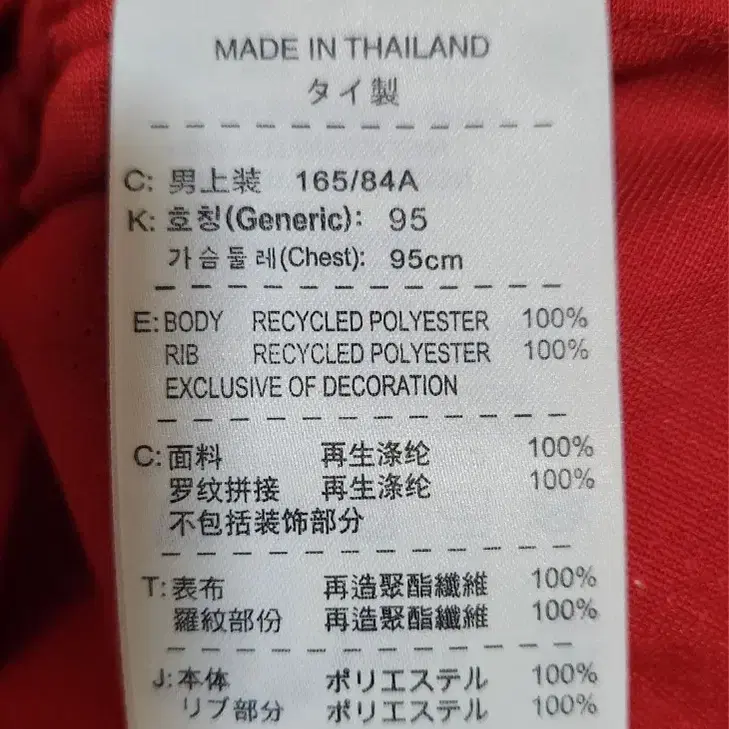 MADE IN THAILAND
タイ製
C: 男上装 165/84A
K: 호칭(Generic): 95
가슴둘레(Chest): 95cm
E: BODY RECYCLED POLYESTER 100%
RIB RECYCLED POLYESTER 100%
EXCLUSIVE OF DECORATION
C: 面料 再生涤纶 100%
罗纹拼接 再生涤纶 100%
不包括装饰部分
T: 表布 再造聚酯纖維 100%
羅紋部份 再造聚酯纖維 100%
J: 本体 ポリエステル 100%
リブ部分 ポリエステル 100%